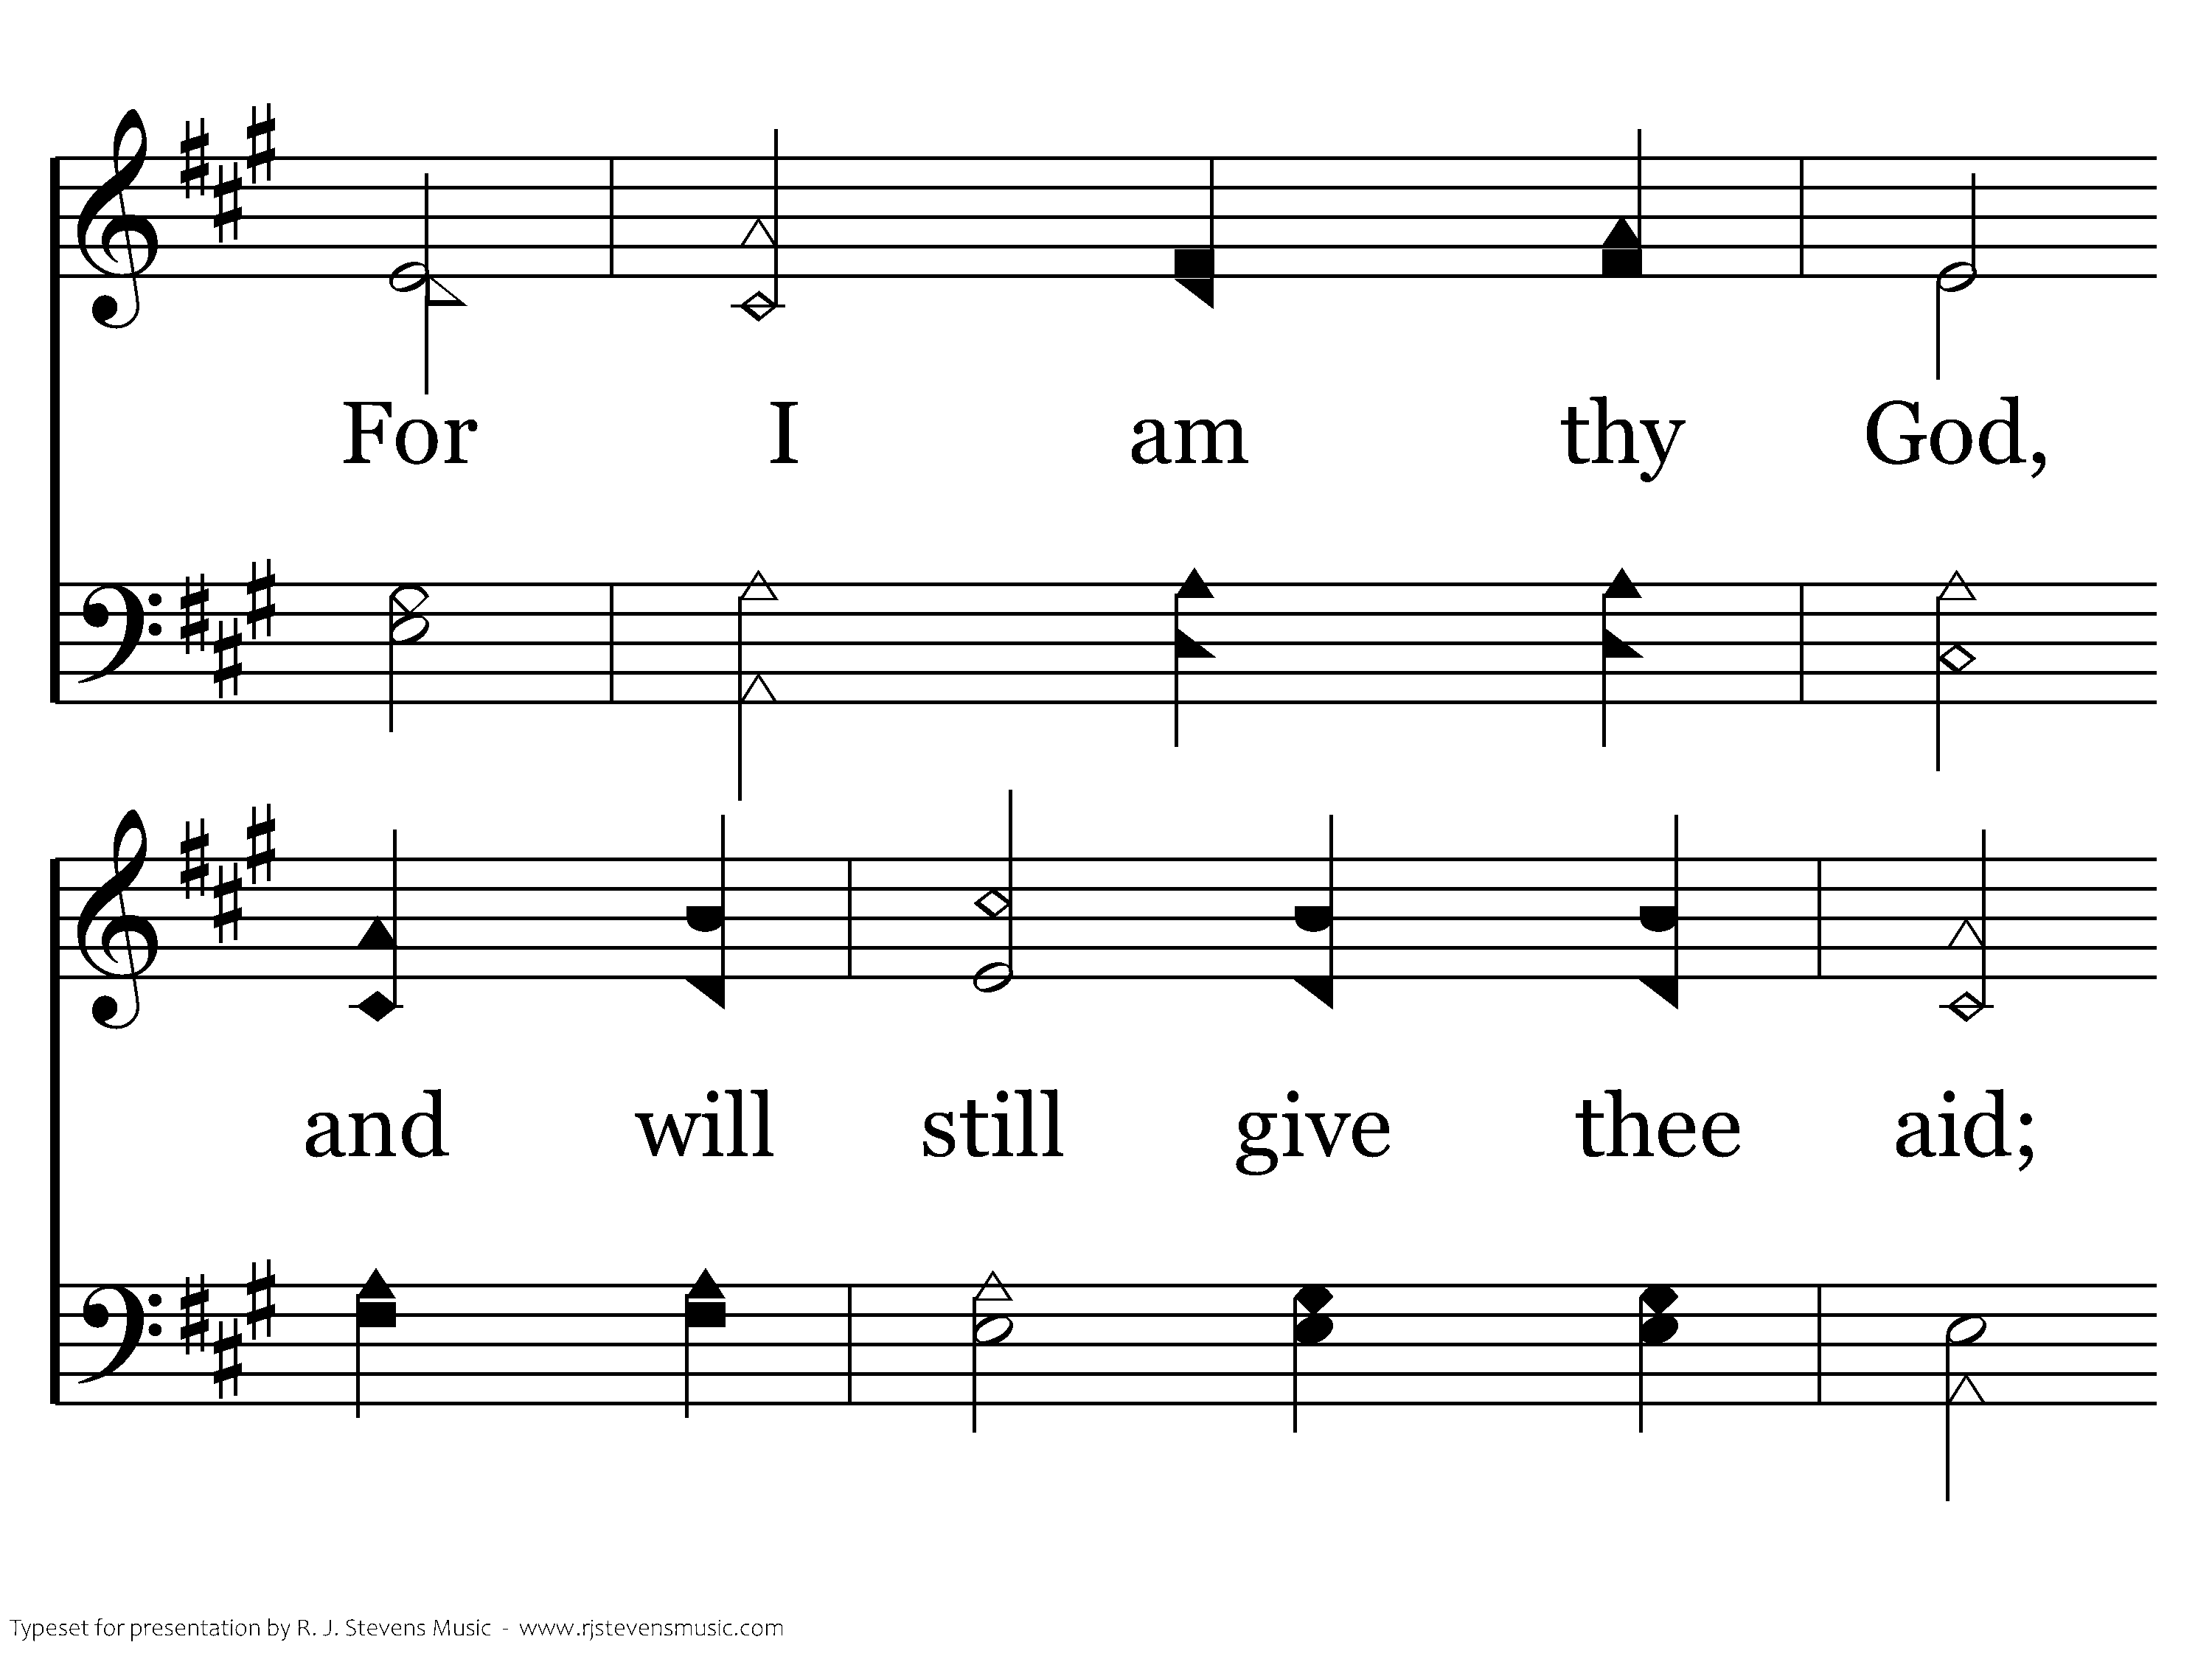 For I am thy God,
and will still give thee aid;
Typeset for presentation by R. J. Stevens Music - www.rjstevensmusic.com